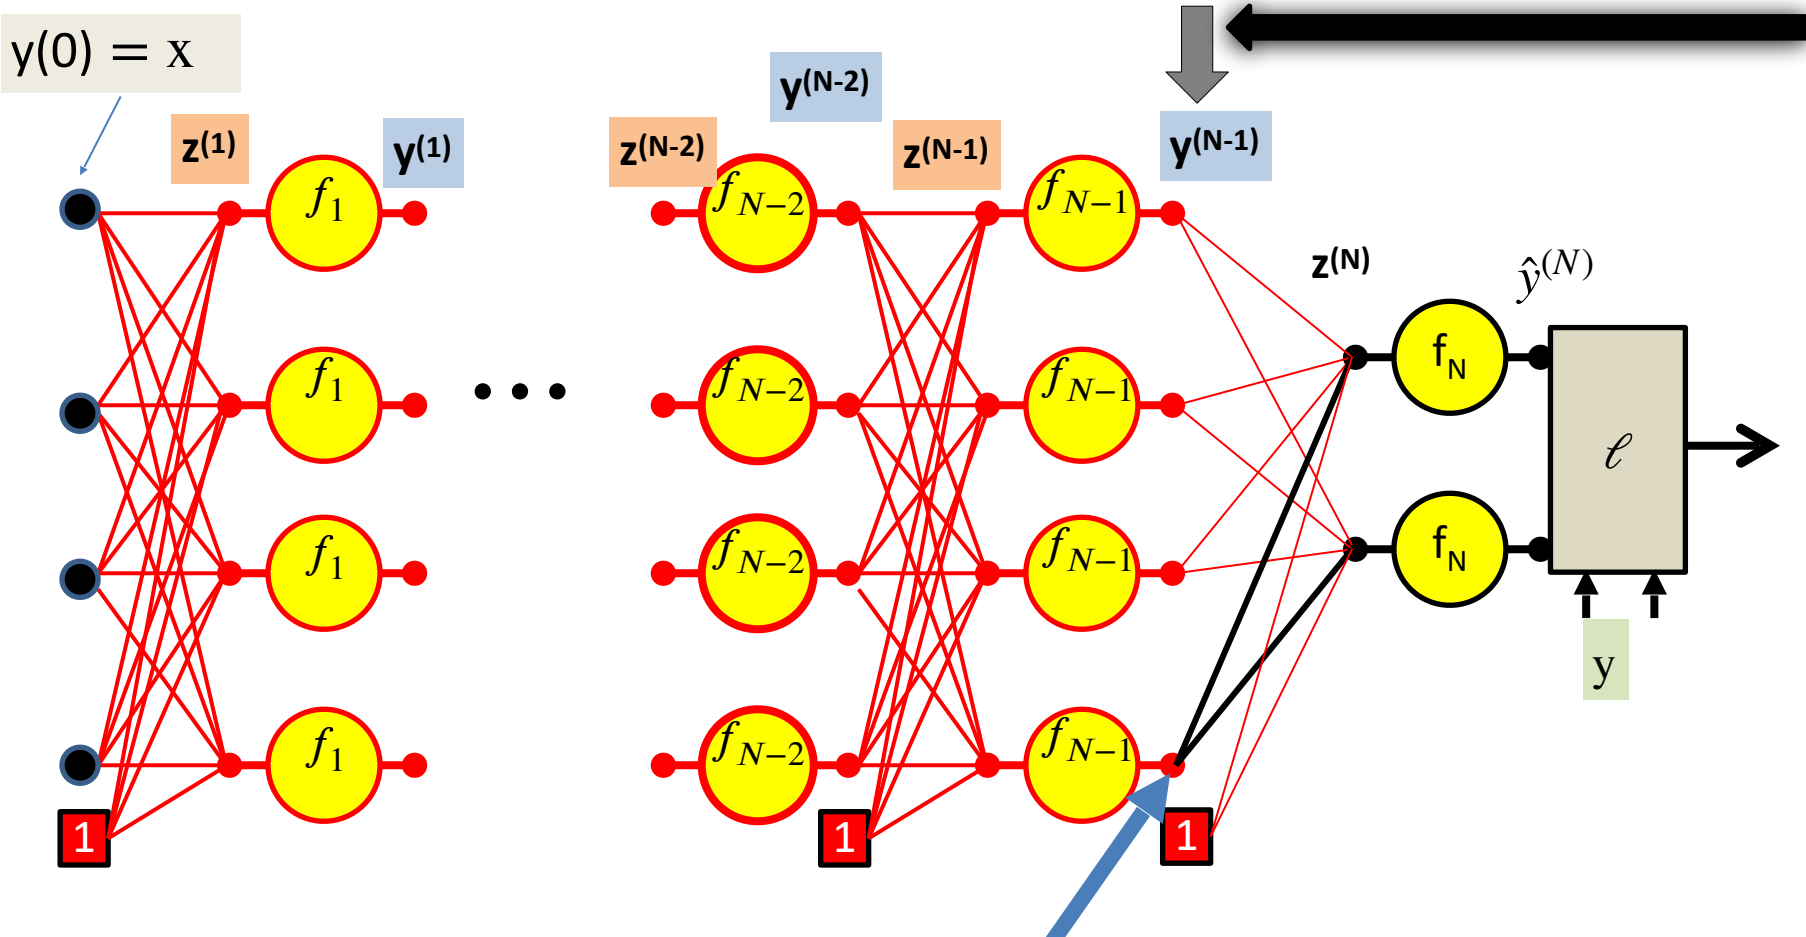 y(0) = x
z(1)
y(1)
z(N-2)
y(N-2)
z(N-1)
y(N-1)
z(N)
ŷ(N)
f1
fN−2
fN−1
f1
fN−2
fN−1
fN
ℓ
f1
fN−2
fN−1
fN
y
f1
fN−2
fN−1
1
1
1